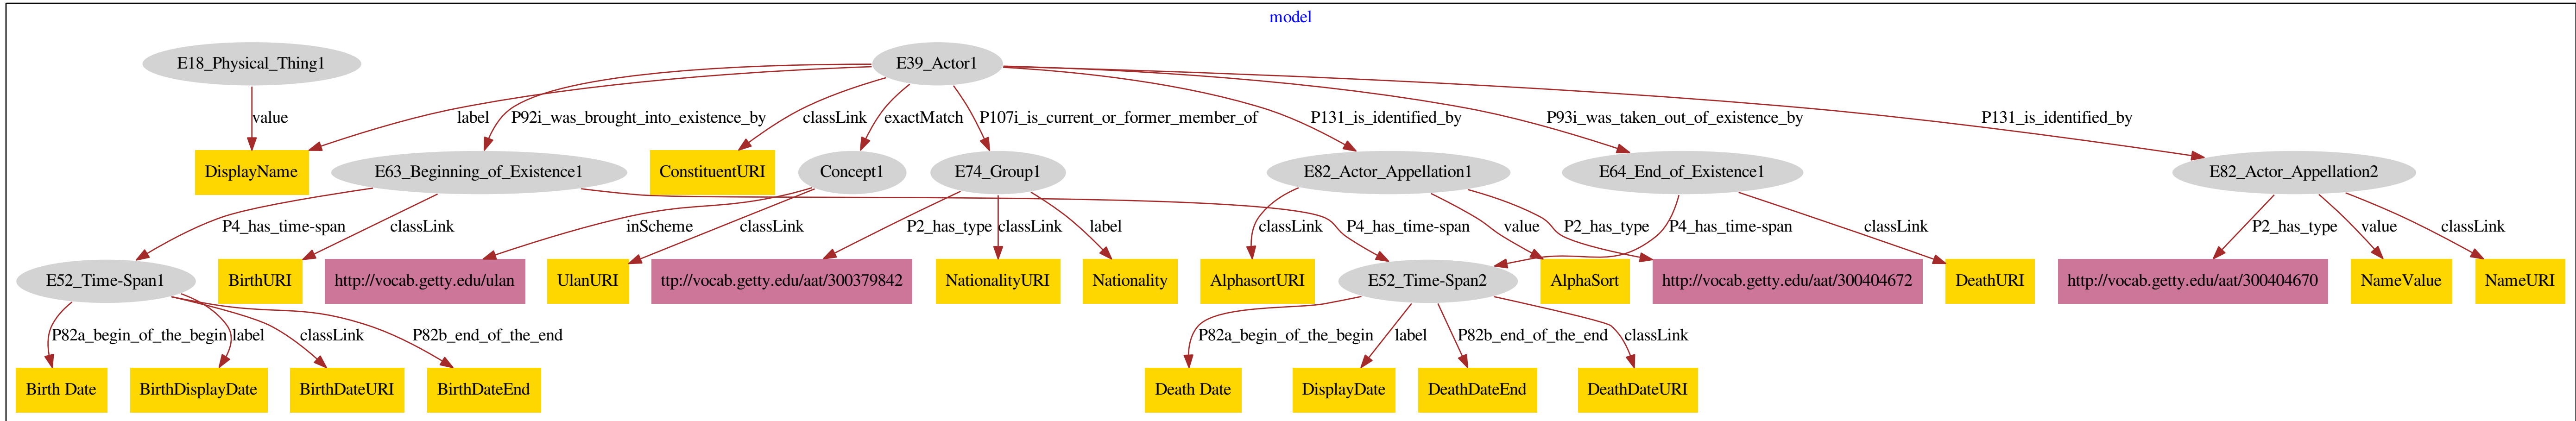 model
E18_Physical_Thing1
E39_Actor1
value
label
P92i_was_brought_into_existence_by
classLink
exactMatch
P107i_is_current_or_former_member_of
P131_is_identified_by
P93i_was_taken_out_of_existence_by
P131_is_identified_by
DisplayName
E63_Beginning_of_Existence1
ConstituentURI
Concept1
E74_Group1
E82_Actor_Appellation1
E64_End_of_Existence1
E82_Actor_Appellation2
P4_has_time-span
classLink
inScheme
classLink
P2_has_type
classLink
label
classLink
P4_has_time-span
value
P2_has_type
P4_has_time-span
classLink
P2_has_type
value
classLink
E52_Time-Span1
BirthURI
http://vocab.getty.edu/ulan
UlanURI
ttp://vocab.getty.edu/aat/300379842
NationalityURI
Nationality
AlphasortURI
E52_Time-Span2
AlphaSort
http://vocab.getty.edu/aat/300404672
DeathURI
http://vocab.getty.edu/aat/300404670
NameValue
NameURI
P82a_begin_of_the_begin
label
classLink
P82b_end_of_the_end
P82a_begin_of_the_begin
label
P82b_end_of_the_end
classLink
Birth Date
BirthDisplayDate
BirthDateURI
BirthDateEnd
Death Date
DisplayDate
DeathDateEnd
DeathDateURI